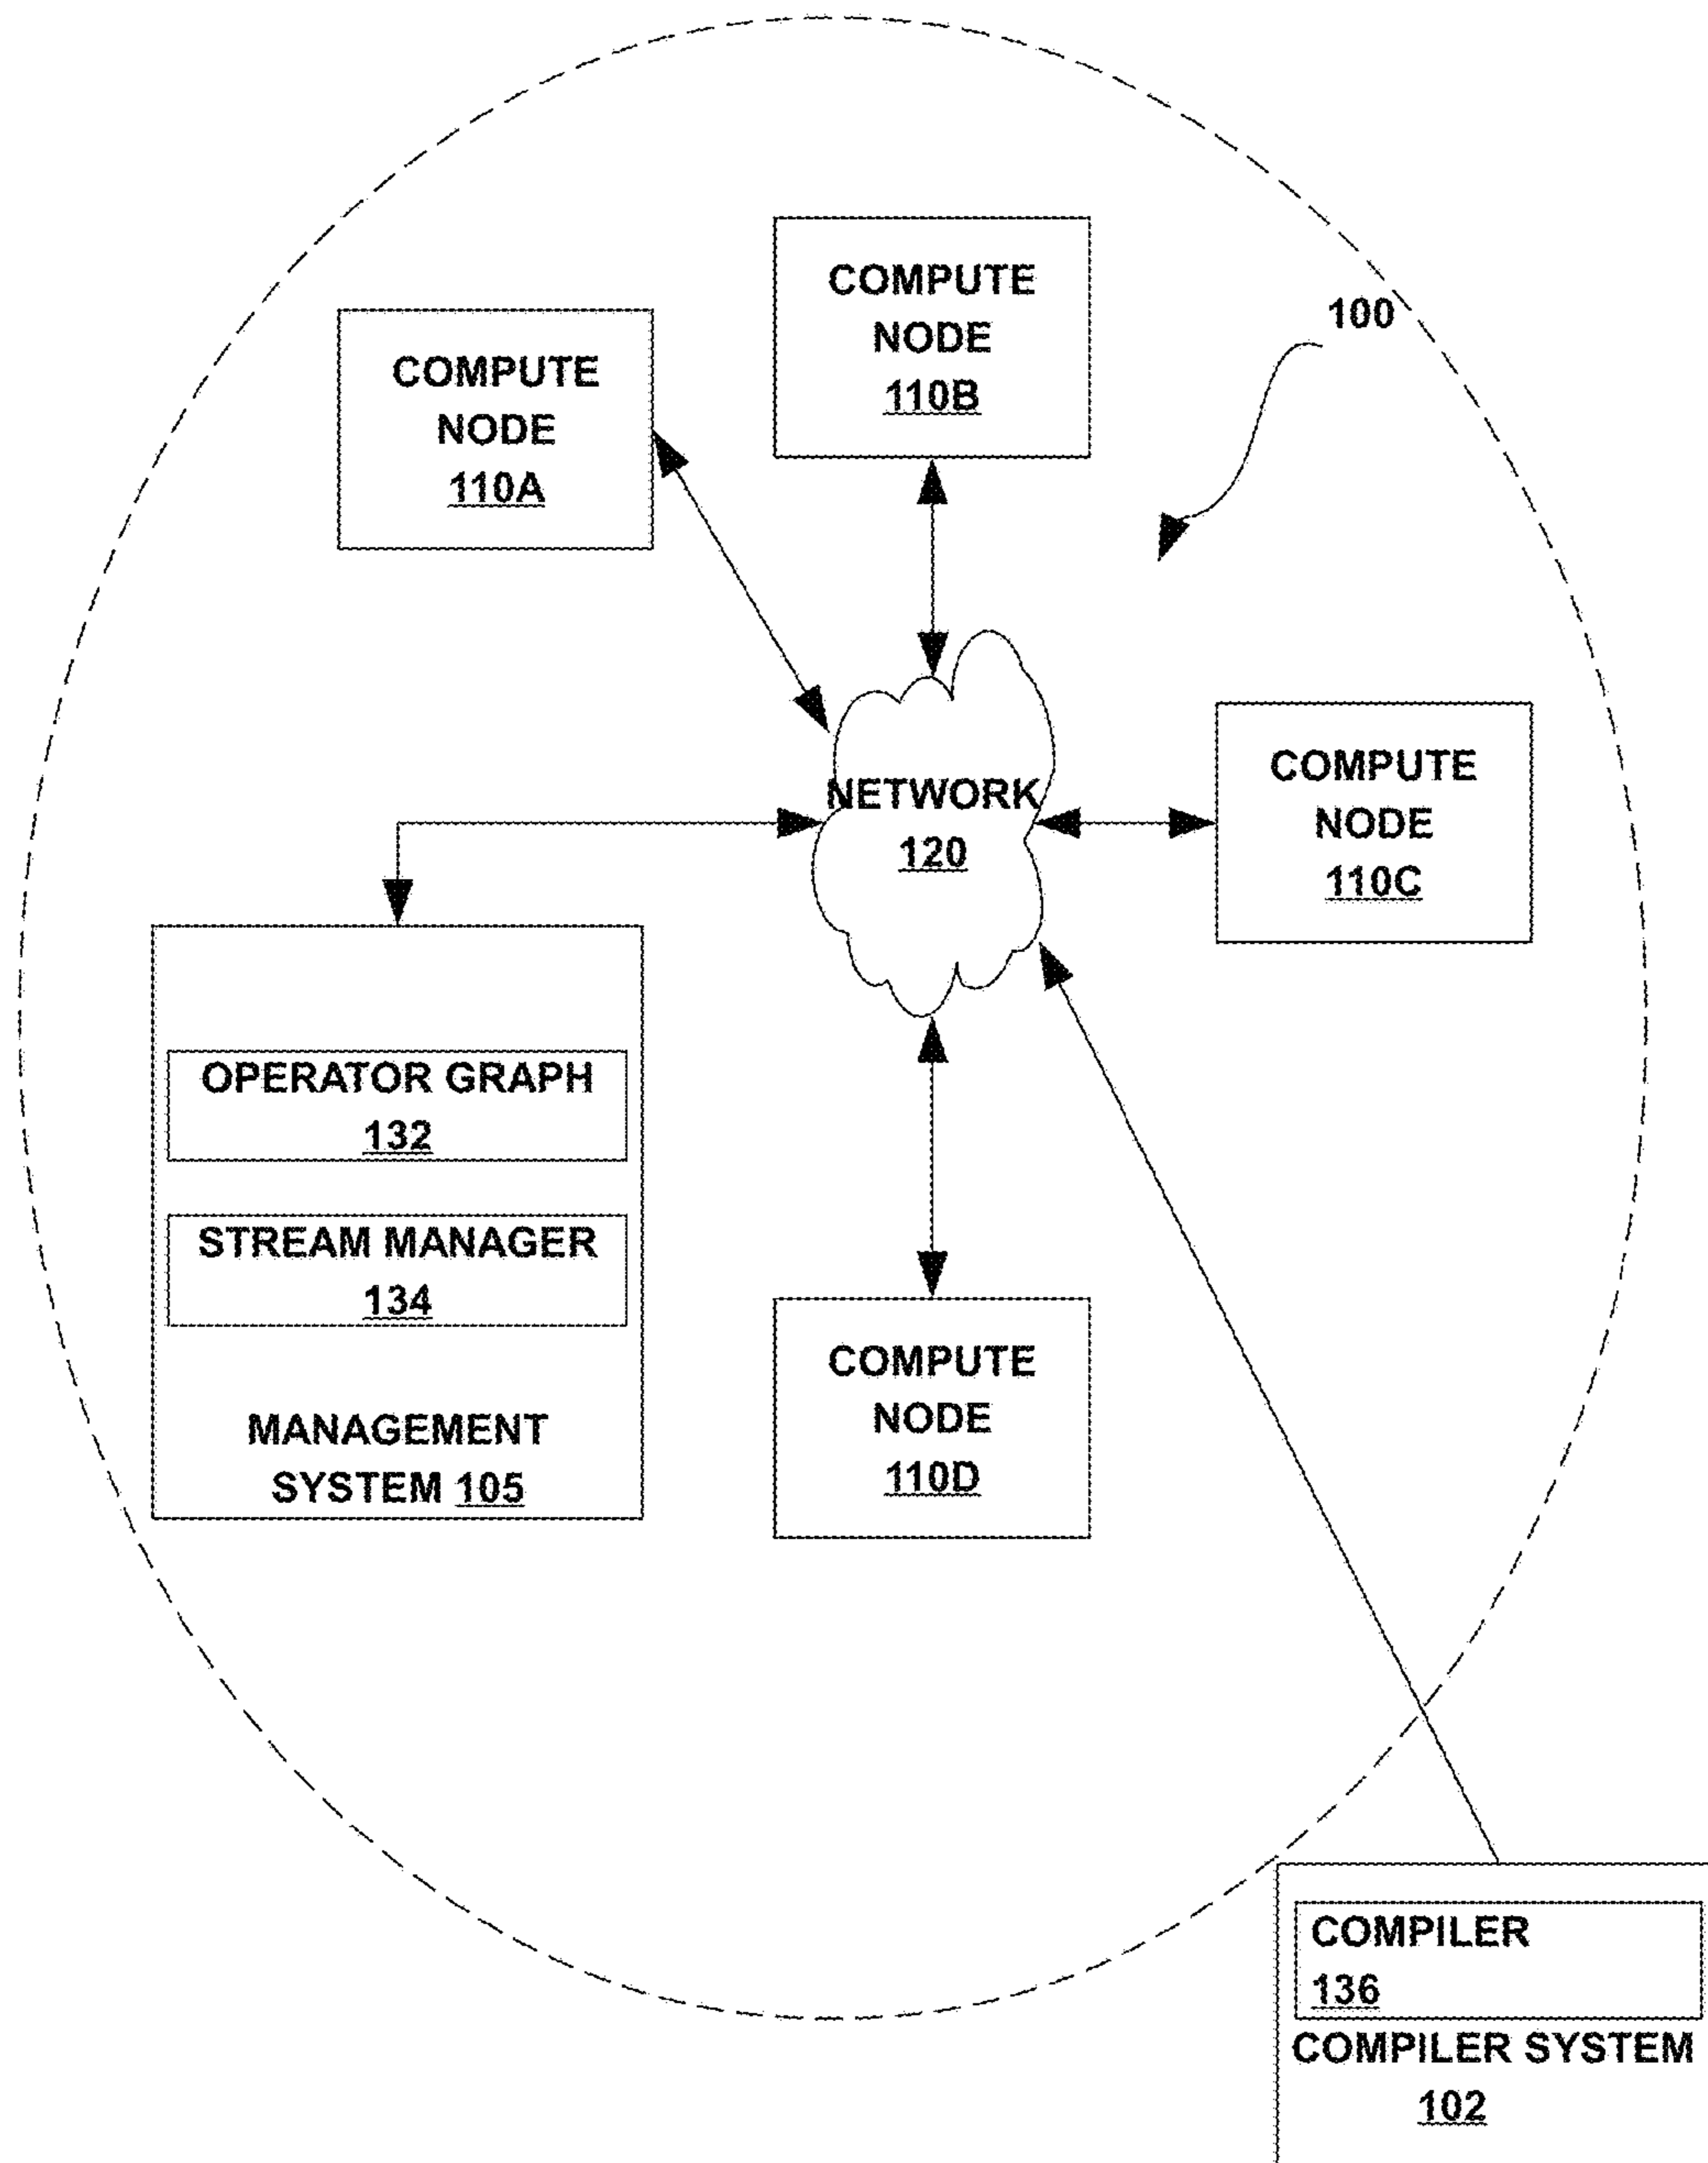 COMPUTE
NODE
110B
100
COMPUTE
NODE
110A
NETWORK
120
COMPUTE
NODE
110C
OPERATOR GRAPH
132
STREAM MANAGER
134
MANAGEMENT
SYSTEM 105
COMPUTE
NODE
110D
COMPILER
136
COMPILER SYSTEM
102